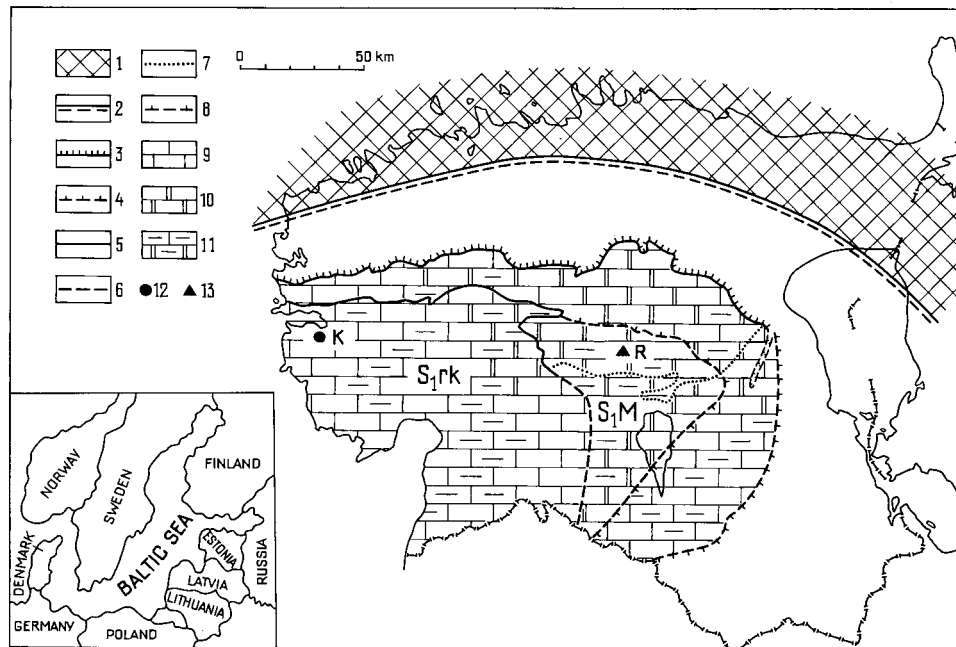 0 50 km
1 7
2 8
3 9
4 10
5 11
6 12 13
K
R
S₁rk
S₁M
NORWAY
SWEDEN
FINLAND
BALTIC SEA
ESTONIA
RUSSIA
DENMARK
LATVIA
LITHUANIA
GERMANY
POLAND